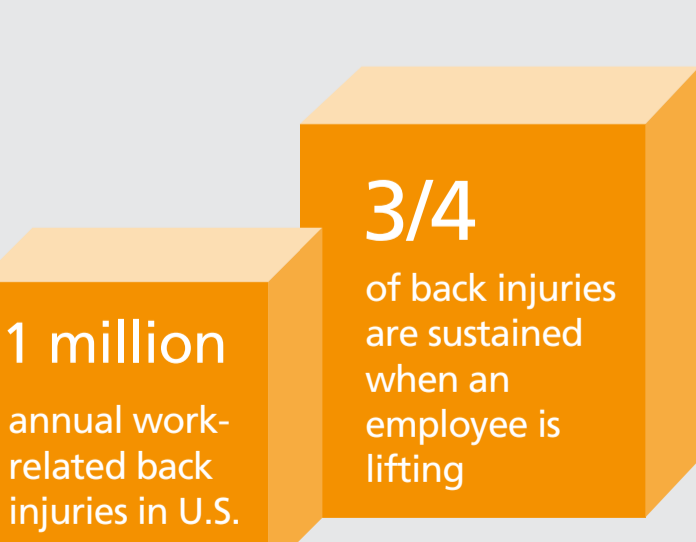 1 million
annual work-
related back
injuries in U.S.
3/4
of back injuries
are sustained
when an
employee is
lifting